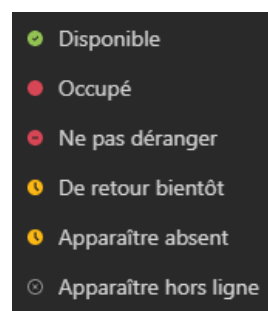 Disponible
Occupé
Ne pas déranger
De retour bientôt
Apparaître absent
Apparaître hors ligne